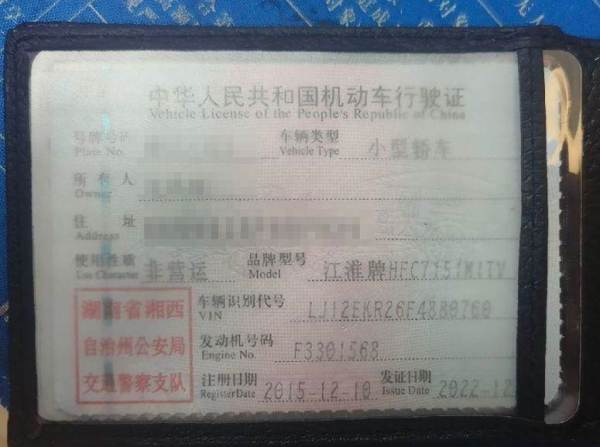 中华人民共和国机动车行驶证
Vehicle License of the People's Republic of China
号牌号码 车辆类型 小型轿车
Plate No. Vehicle Type
所有人
Owner
住址
Address
使用性质 非营运 品牌型号 江淮牌HFC7151M1TV
Use Character Model
湖南省湘西 车辆识别代号 LJ12EKR26F4880760
VIN
自治州公安局 发动机号码 F3301568
Engine No.
交通警察支队 注册日期 2015-12-10 发证日期 2022-12
Register Date Issue Date